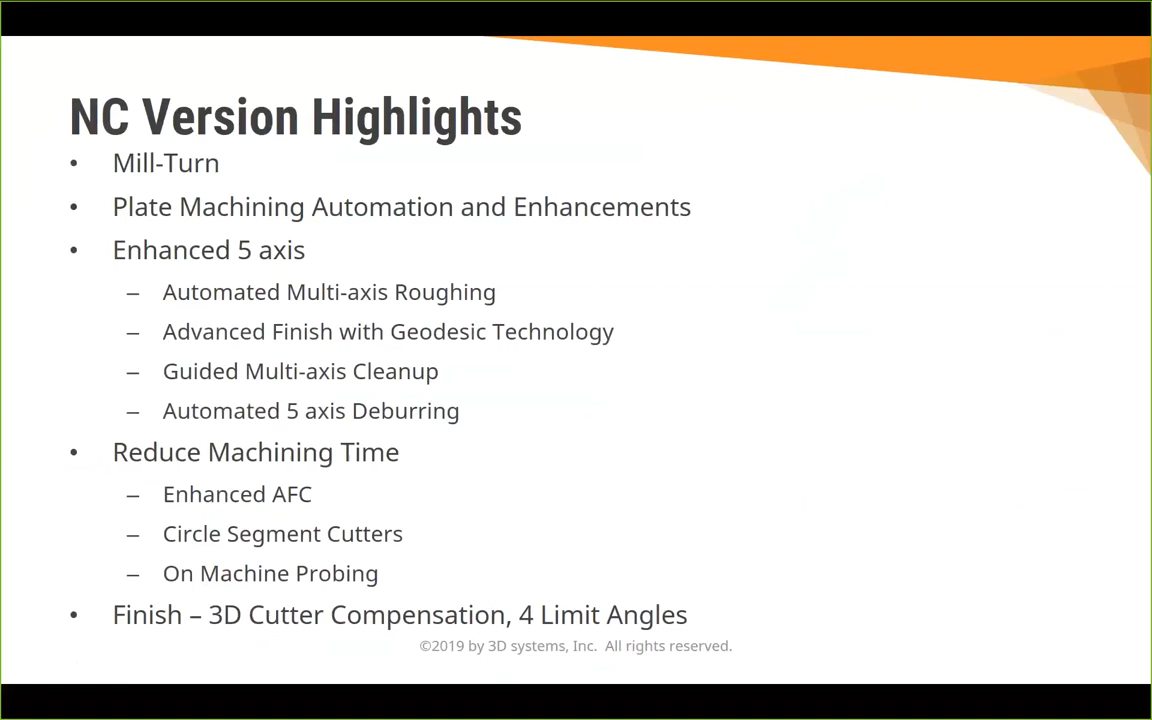 NC Version Highlights
• Mill-Turn
• Plate Machining Automation and Enhancements
• Enhanced 5 axis
– Automated Multi-axis Roughing
– Advanced Finish with Geodesic Technology
– Guided Multi-axis Cleanup
– Automated 5 axis Deburring
• Reduce Machining Time
– Enhanced AFC
– Circle Segment Cutters
– On Machine Probing
• Finish – 3D Cutter Compensation, 4 Limit Angles
©2019 by 3D systems, Inc. All rights reserved.